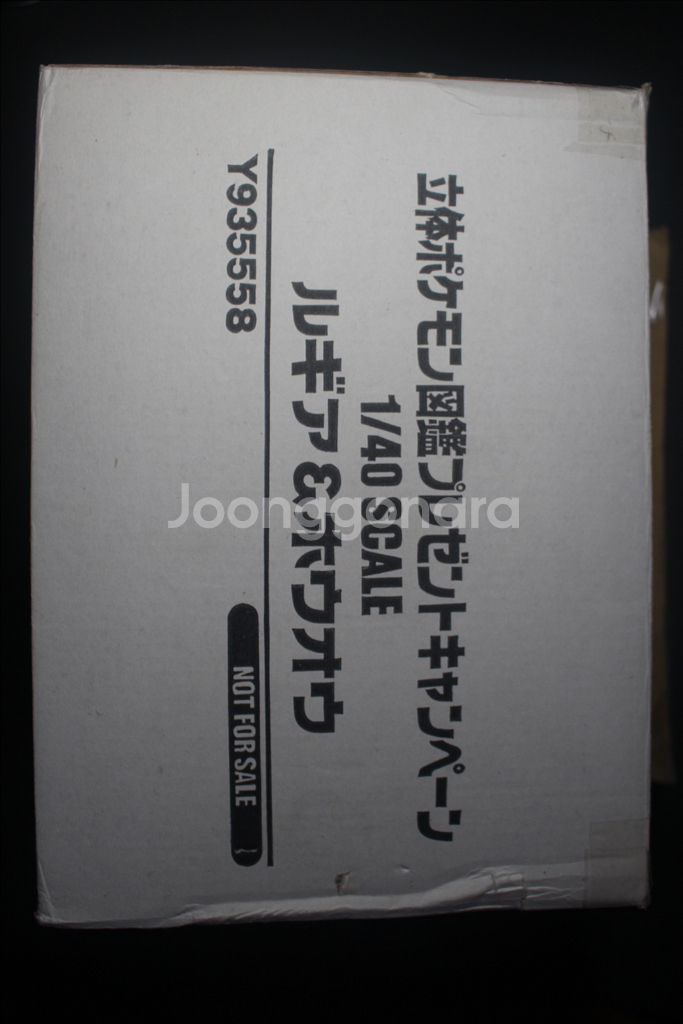 立体ポケモン図鑑プレゼントキャンペーン
1/40 SCALE
ルギア&ホウオウ
Y935558
NOT FOR SALE
Joonggonara